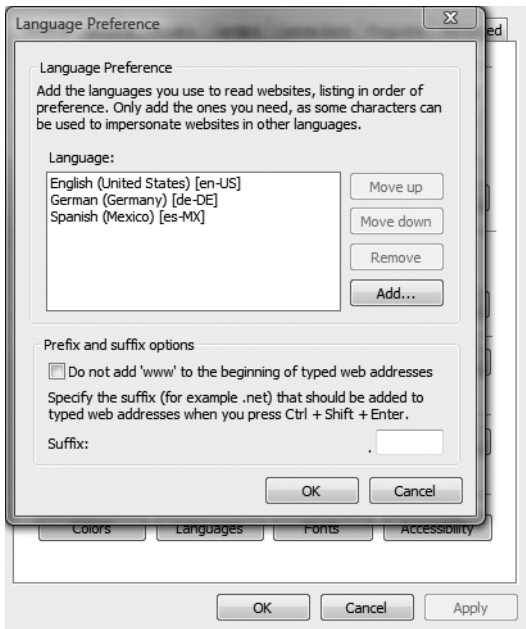 Language Preference
ed
Language Preference
Add the languages you use to read websites, listing in order of
preference. Only add the ones you need, as some characters can
be used to impersonate websites in other languages.
Language:
English (United States) [en-US]
German (Germany) [de-DE]
Spanish (Mexico) [es-MX]
Move up
Move down
Remove
Add...
Prefix and suffix options
Do not add 'www' to the beginning of typed web addresses
Specify the suffix (for example .net) that should be added to
typed web addresses when you press Ctrl + Shift + Enter.
Suffix: .
OK Cancel
Colors Languages Fonts Accessibility
OK Cancel Apply